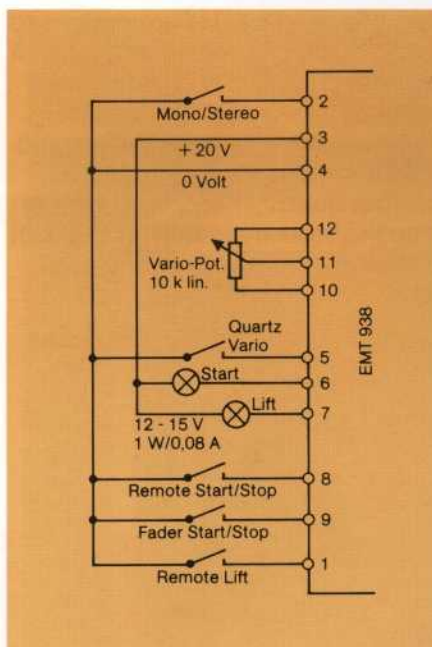 2
Mono/Stereo
3
+ 20 V
4
0 Volt
12
Vario-Pot.
11
10 k lin.
10
Quartz
Vario
5
Start
6
Lift
7
12 - 15 V
1 W/0,08 A
8
Remote Start/Stop
9
Fader Start/Stop
1
Remote Lift
EMT 938